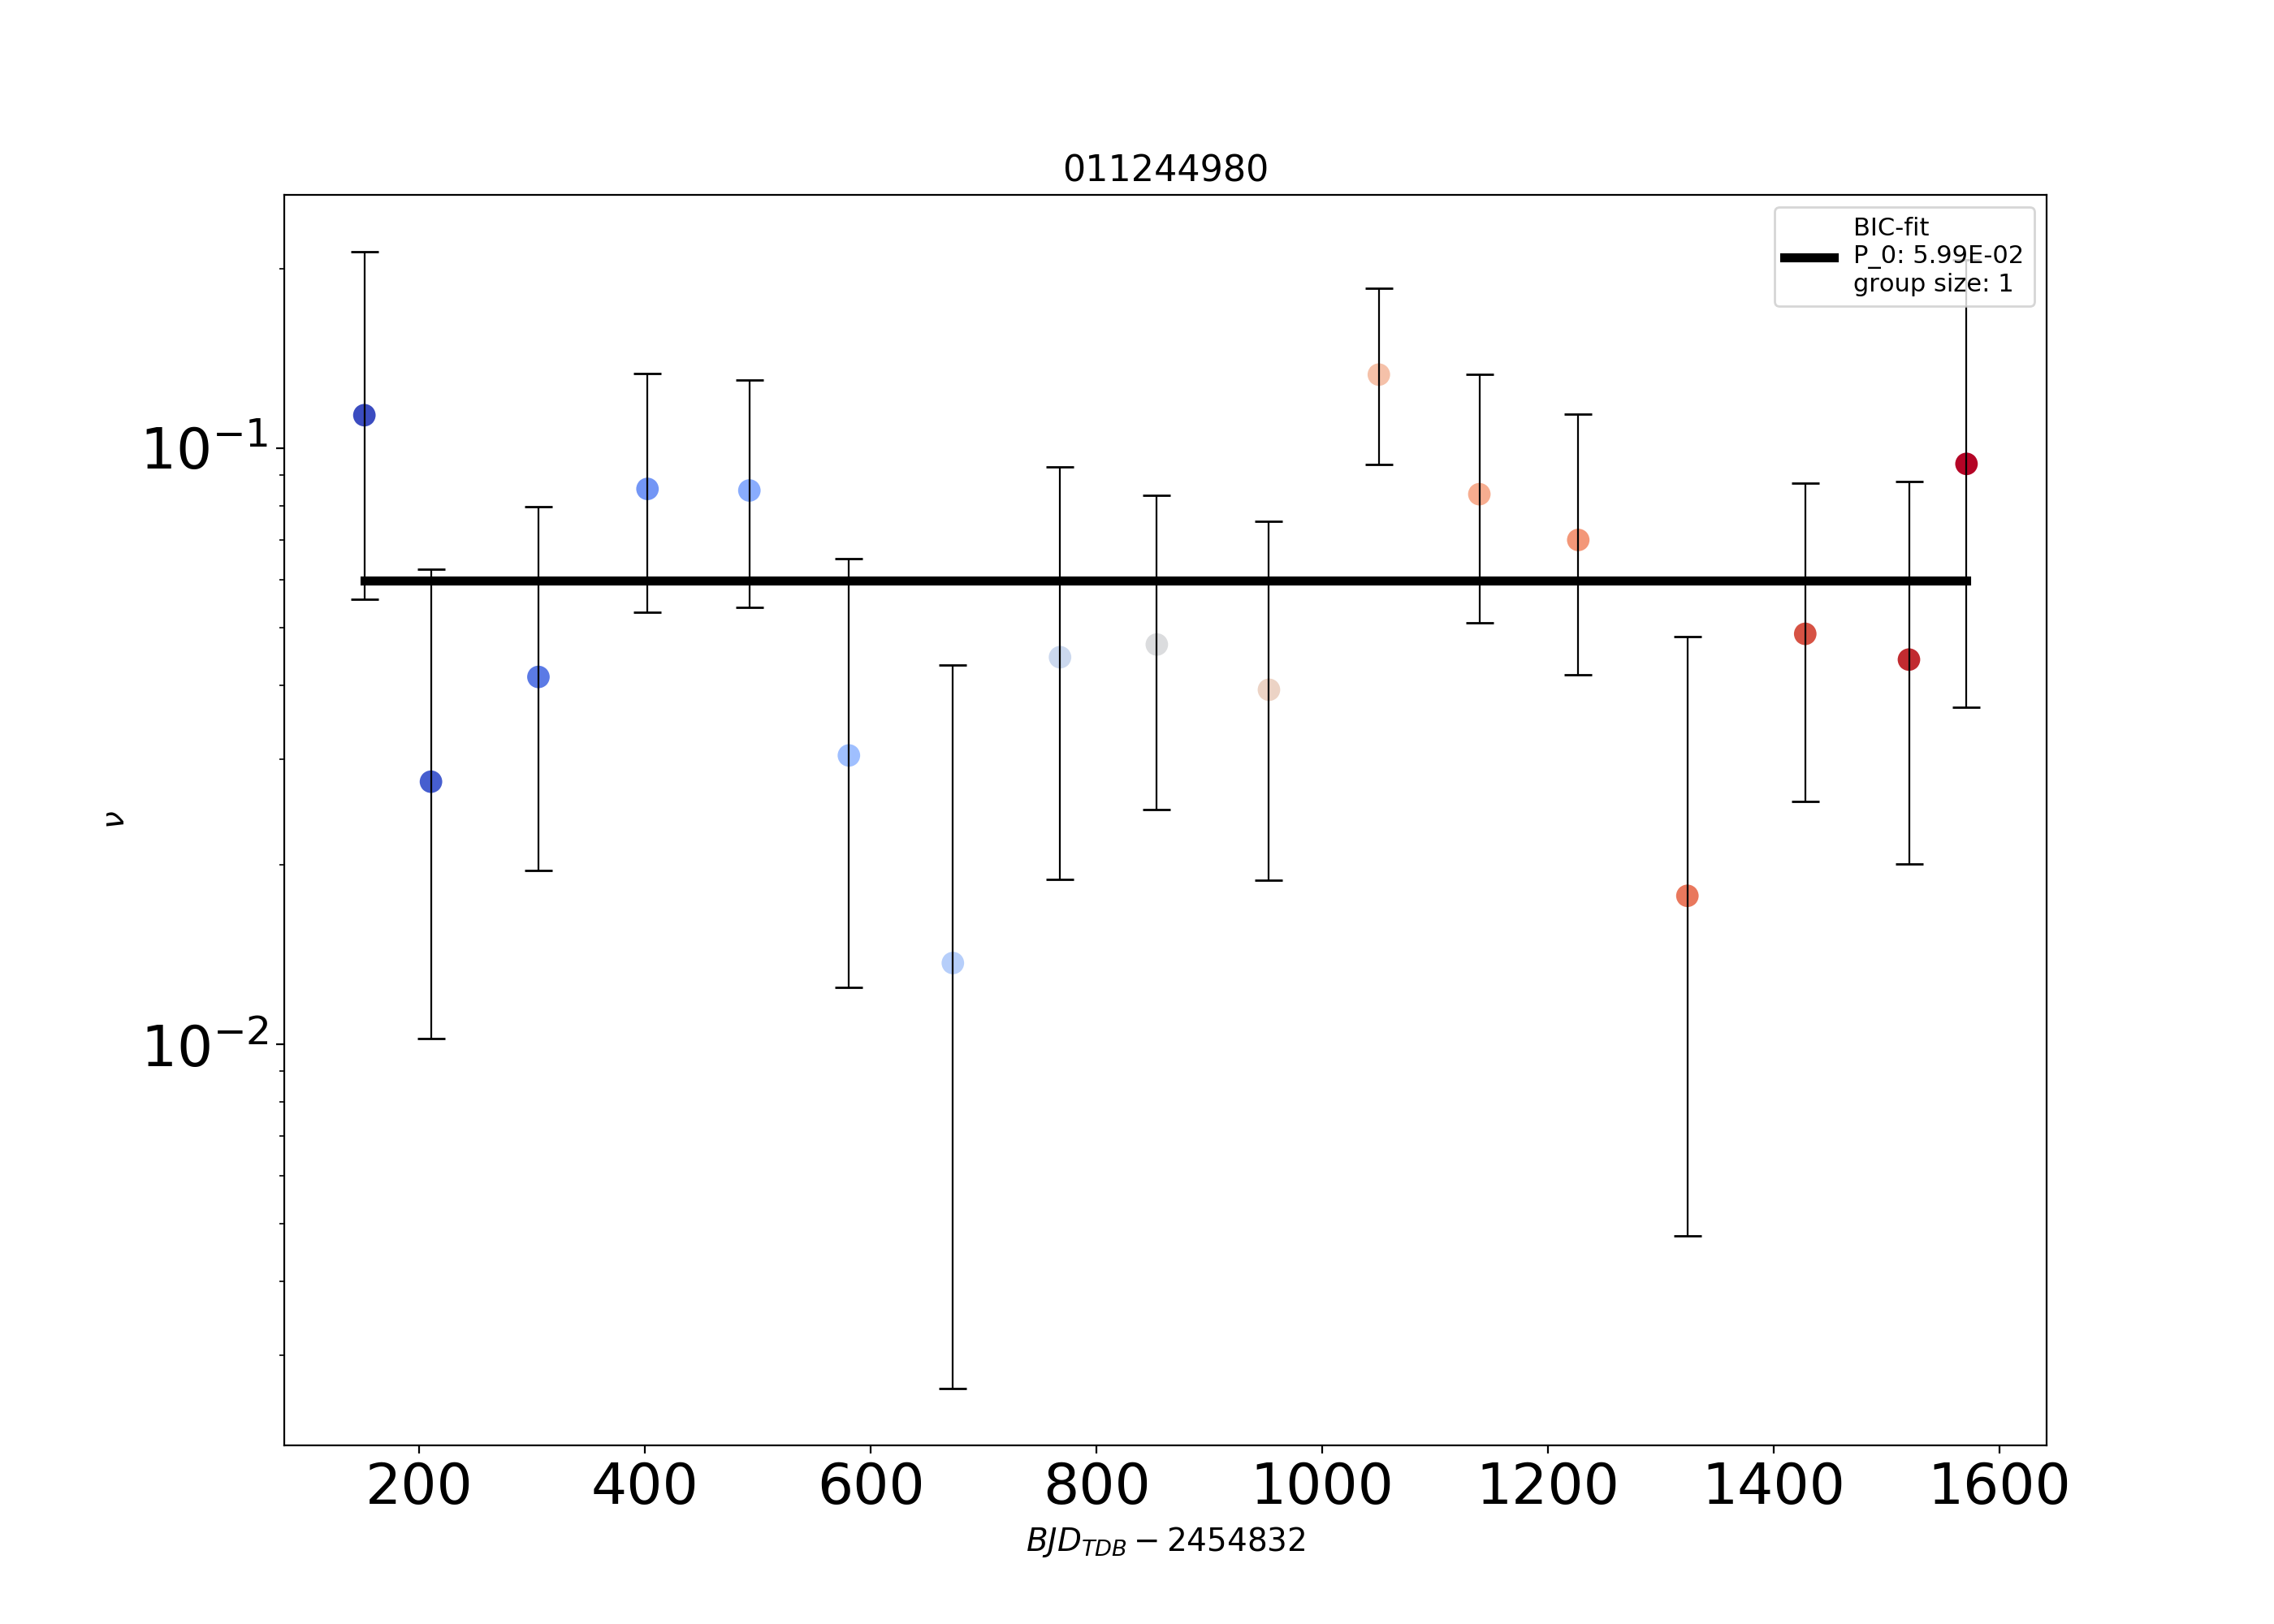 011244980
BIC-fit
P_0: 5.99E-02
group size: 1
10⁻¹
10⁻²
ν
200 400 600 800 1000 1200 1400 1600
BJD_TDB − 2454832